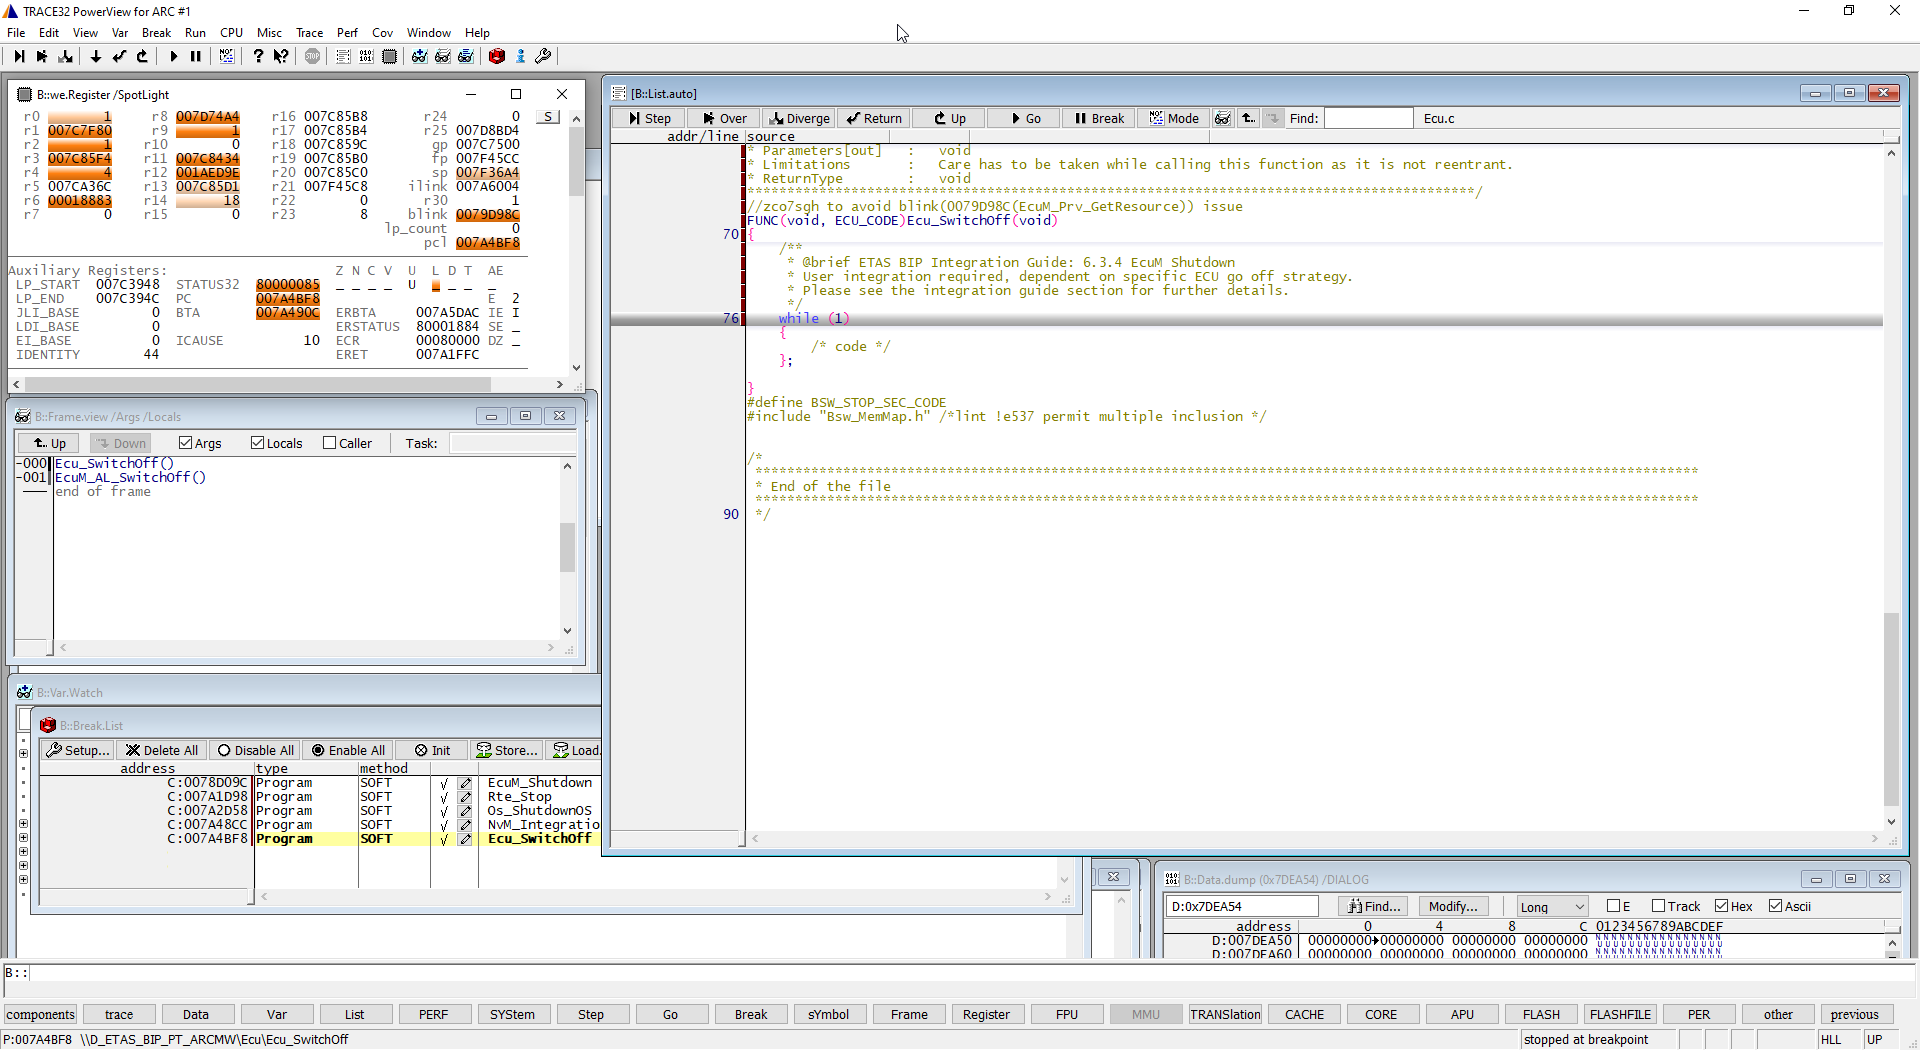 TRACE32 PowerView for ARC #1
File Edit View Var Break Run CPU Misc Trace Perf Cov Window Help
B::we.Register /SpotLight
r0 1 r8 007D74A4 r16 007C85B8 r24 0 S
r1 007C7F80 r9 1 r17 007C85B4 r25 007D8BD4
r2 1 r10 0 r18 007C859C gp 007C7500
r3 007C85F4 r11 007C8434 r19 007C85B0 fp 007F45CC
r4 4 r12 001AED9E r20 007C85C0 sp 007F36A4
r5 007CA36C r13 007C85D1 r21 007F45C8 ilink 007A6004
r6 00018883 r14 18 r22 0 r30 1
r7 0 r15 0 r23 8 blink 0079D98C
lp_count 0
pcl 007A4BF8
Auxiliary Registers: Z N C V U L D T AE
LP_START 007C3948 STATUS32 80000085 _ _ _ _ U _ _ _
LP_END 007C394C PC 007A4BF8 E 2
JLI_BASE 0 BTA 007A490C ERBTA 007A5DAC IE I
LDI_BASE 0 ERSTATUS 80001884 SE _
EI_BASE 0 ICAUSE 10 ECR 00080000 DZ _
IDENTITY 44 ERET 007A1FFC
B::Frame.view /Args /Locals
Up Down Args Locals Caller Task:
-000 Ecu_SwitchOff()
-001 EcuM_AL_SwitchOff()
end of frame
B::Var.Watch
B::Break.List
Setup... Delete All Disable All Enable All Init Store... Load.
address type method
C:0078D09C Program SOFT √ EcuM_Shutdown
C:007A1D98 Program SOFT √ Rte_Stop
C:007A2D58 Program SOFT √ Os_ShutdownOS
C:007A48CC Program SOFT √ NvM_Integratio
C:007A4BF8 Program SOFT √ Ecu_SwitchOff
[B::List.auto]
Step Over Diverge Return Up Go Break Mode Find: Ecu.c
addr/line source
* Parameters[out] : void
* Limitations : Care has to be taken while calling this function as it is not reentrant.
* ReturnType : void
//zco7sgh to avoid blink(0079D98C(EcuM_Prv_GetResource)) issue
FUNC(void, ECU_CODE)Ecu_SwitchOff(void)
70 {
/**
* @brief ETAS BIP Integration Guide: 6.3.4 EcuM Shutdown
* User integration required, dependent on specific ECU go off strategy.
* Please see the integration guide section for further details.
*/
76 while (1)
{
/* code */
};
}
#define BSW_STOP_SEC_CODE
#include "Bsw_MemMap.h" /*lint !e537 permit multiple inclusion */
/*
* End of the file
90 */
B::Data.dump (0x7DEA54) /DIALOG
D:0x7DEA54 Find... Modify... Long E Track Hex Ascii
address 0 4 8 C 0123456789ABCDEF
D:007DEA50 00000000 00000000 00000000 00000000
D:007DEA60 00000000 00000000 00000000 00000000
B::
components trace Data Var List PERF SYStem Step Go Break sYmbol Frame Register FPU MMU TRANSlation CACHE CORE APU FLASH FLASHFILE PER other previous
P:007A4BF8 \\D_ETAS_BIP_PT_ARCMW\Ecu\Ecu_SwitchOff stopped at breakpoint HLL UP